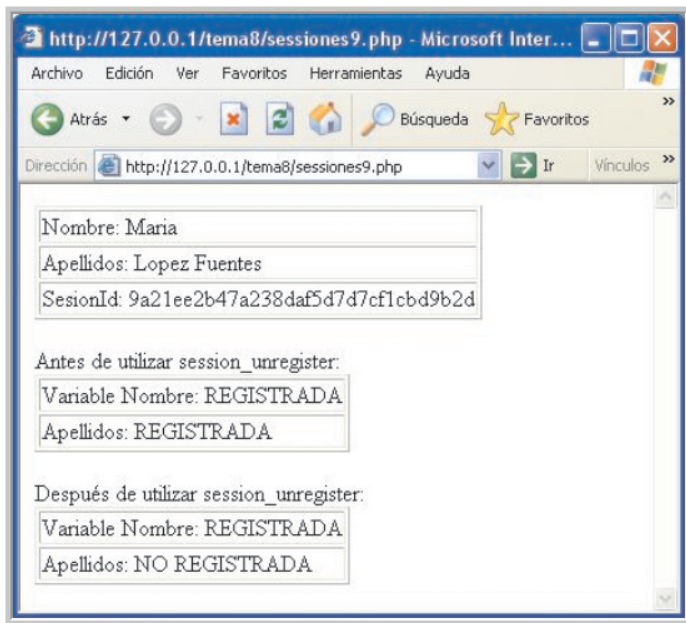 http://127.0.0.1/tema8/sessiones9.php - Microsoft Inter...
Archivo Edición Ver Favoritos Herramientas Ayuda
Atrás Búsqueda Favoritos »
Dirección http://127.0.0.1/tema8/sessiones9.php Ir Vínculos »
Nombre: Maria
Apellidos: Lopez Fuentes
SesionId: 9a21ee2b47a238daf5d7d7cf1cbd9b2d
Antes de utilizar session_unregister:
Variable Nombre: REGISTRADA
Apellidos: REGISTRADA
Después de utilizar session_unregister:
Variable Nombre: REGISTRADA
Apellidos: NO REGISTRADA